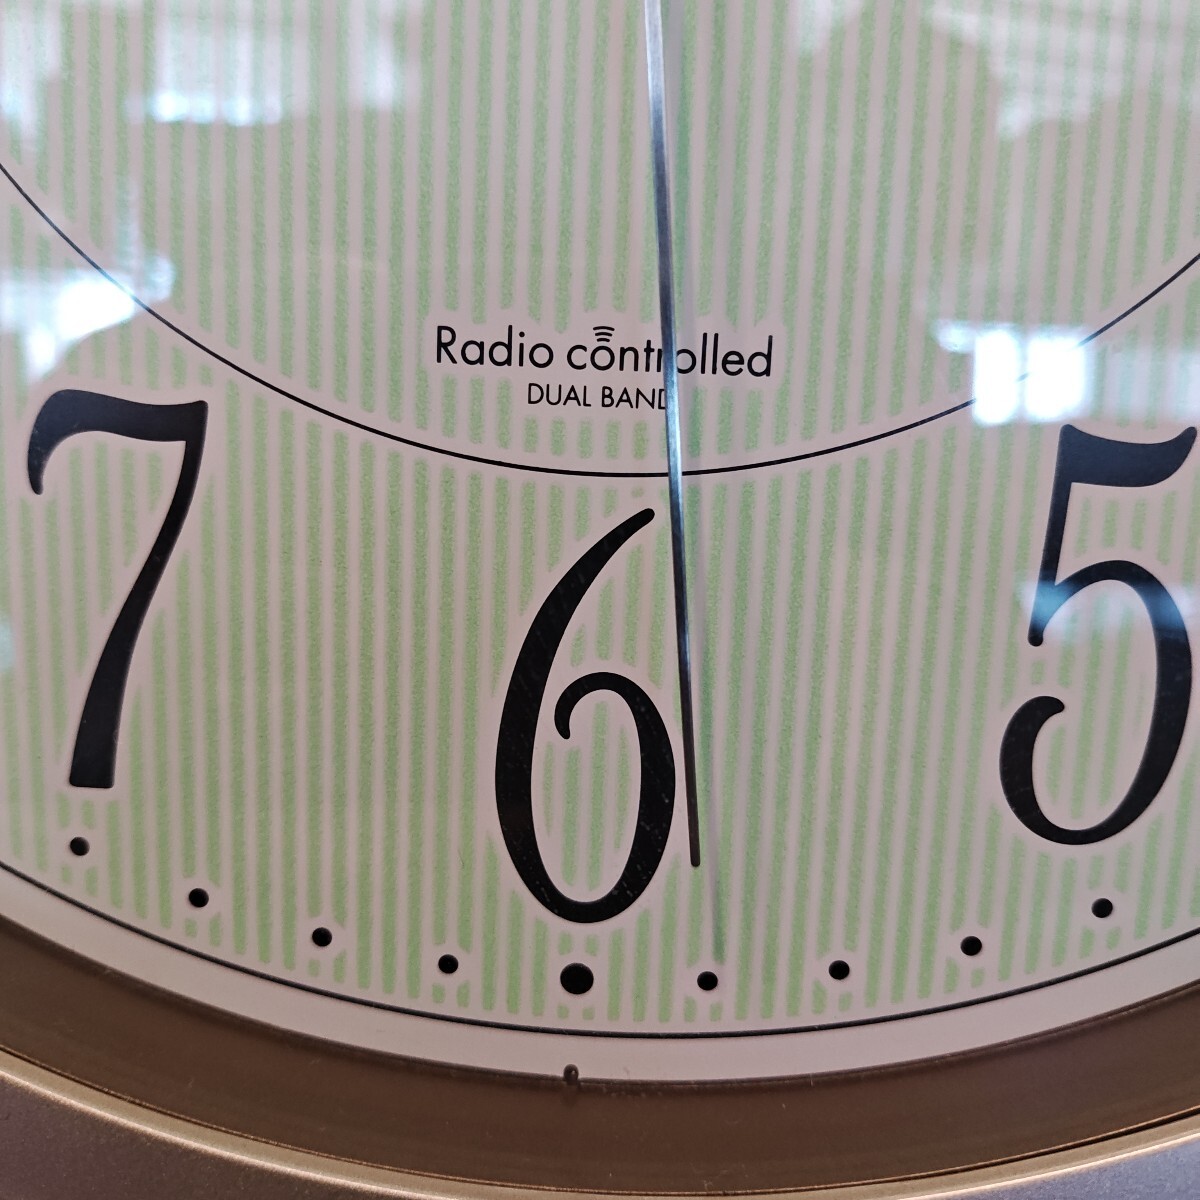 Radio controlled
DUAL BAND
7 6 5